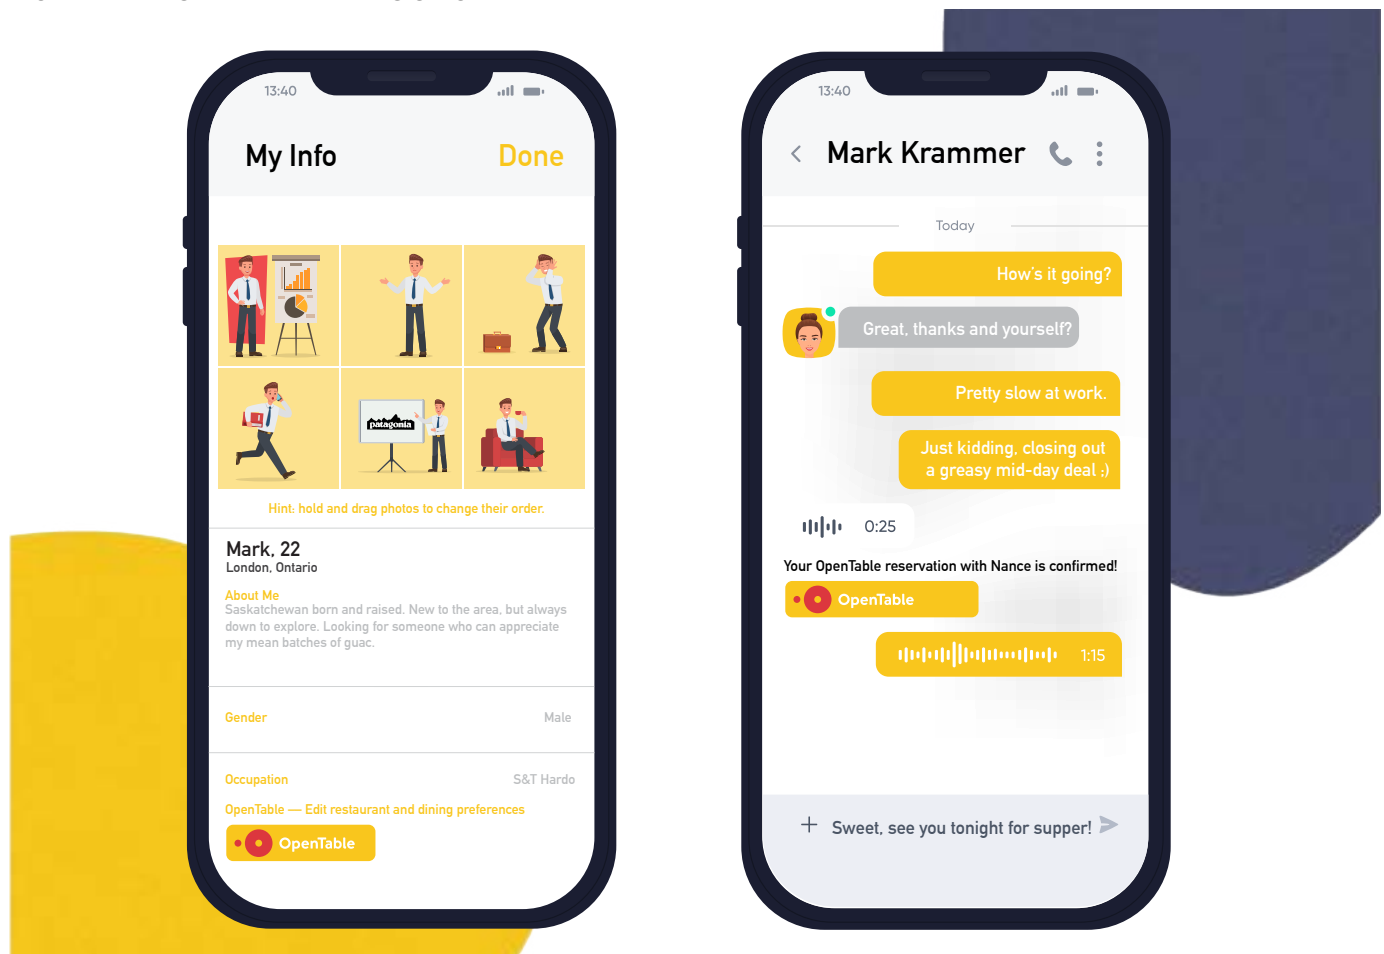 13:40
My Info
Done
patagonia
Hint: hold and drag photos to change their order.
Mark, 22
London, Ontario
About Me
Saskatchewan born and raised. New to the area, but always
down to explore. Looking for someone who can appreciate
my mean batches of guac.
Gender
Male
Occupation
S&T Hardo
OpenTable — Edit restaurant and dining preferences
OpenTable
13:40
Mark Krammer
Today
How's it going?
Great, thanks and yourself?
Pretty slow at work.
Just kidding, closing out
a greasy mid-day deal ;)
0:25
Your OpenTable reservation with Nance is confirmed!
OpenTable
1:15
Sweet, see you tonight for supper!